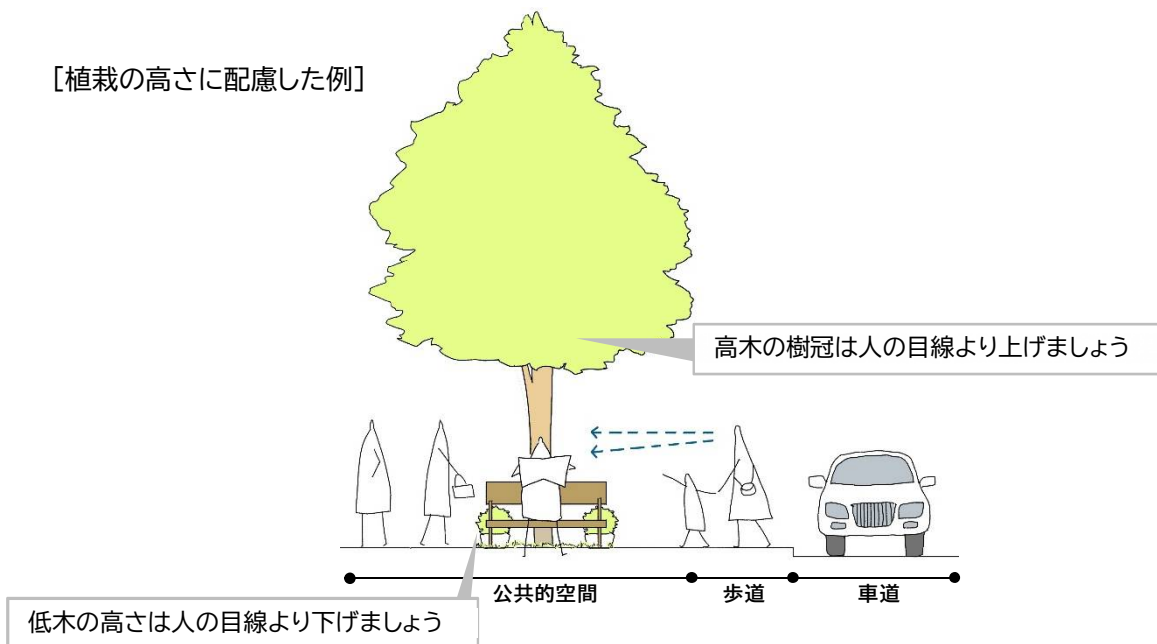 [植栽の高さに配慮した例]
高木の樹冠は人の目線より上げましょう
公共的空間
歩道
車道
低木の高さは人の目線より下げましょう